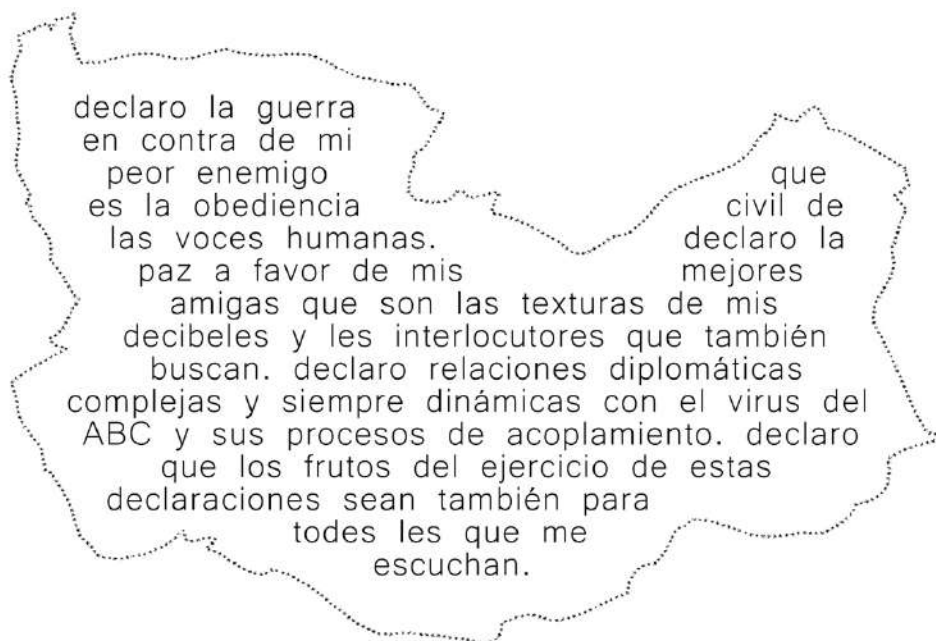 declaro la guerra
en contra de mi
peor enemigo que
es la obediencia civil de
las voces humanas. declaro la
paz a favor de mis mejores
amigas que son las texturas de mis
decibeles y les interlocutores que también
buscan. declaro relaciones diplomáticas
complejas y siempre dinámicas con el virus del
ABC y sus procesos de acoplamiento. declaro
que los frutos del ejercicio de estas
declaraciones sean también para
todes les que me
escuchan.